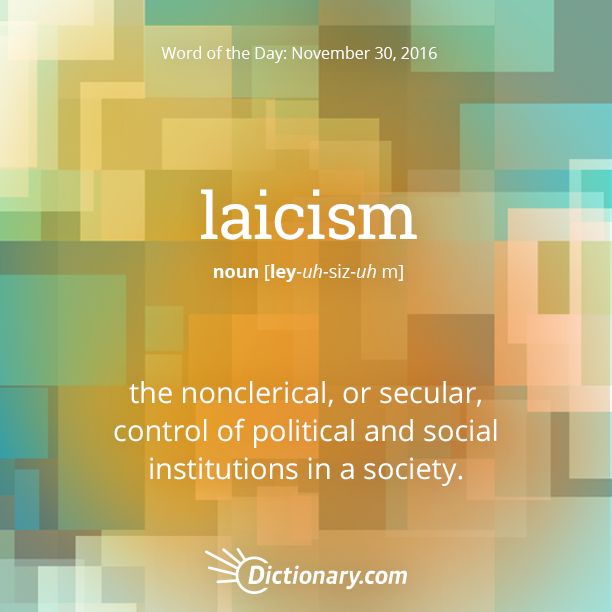 Word of the Day: November 30, 2016
laicism
noun [ley-uh-siz-uh m]
the nonclerical, or secular,
control of political and social
institutions in a society.
Dictionary.com